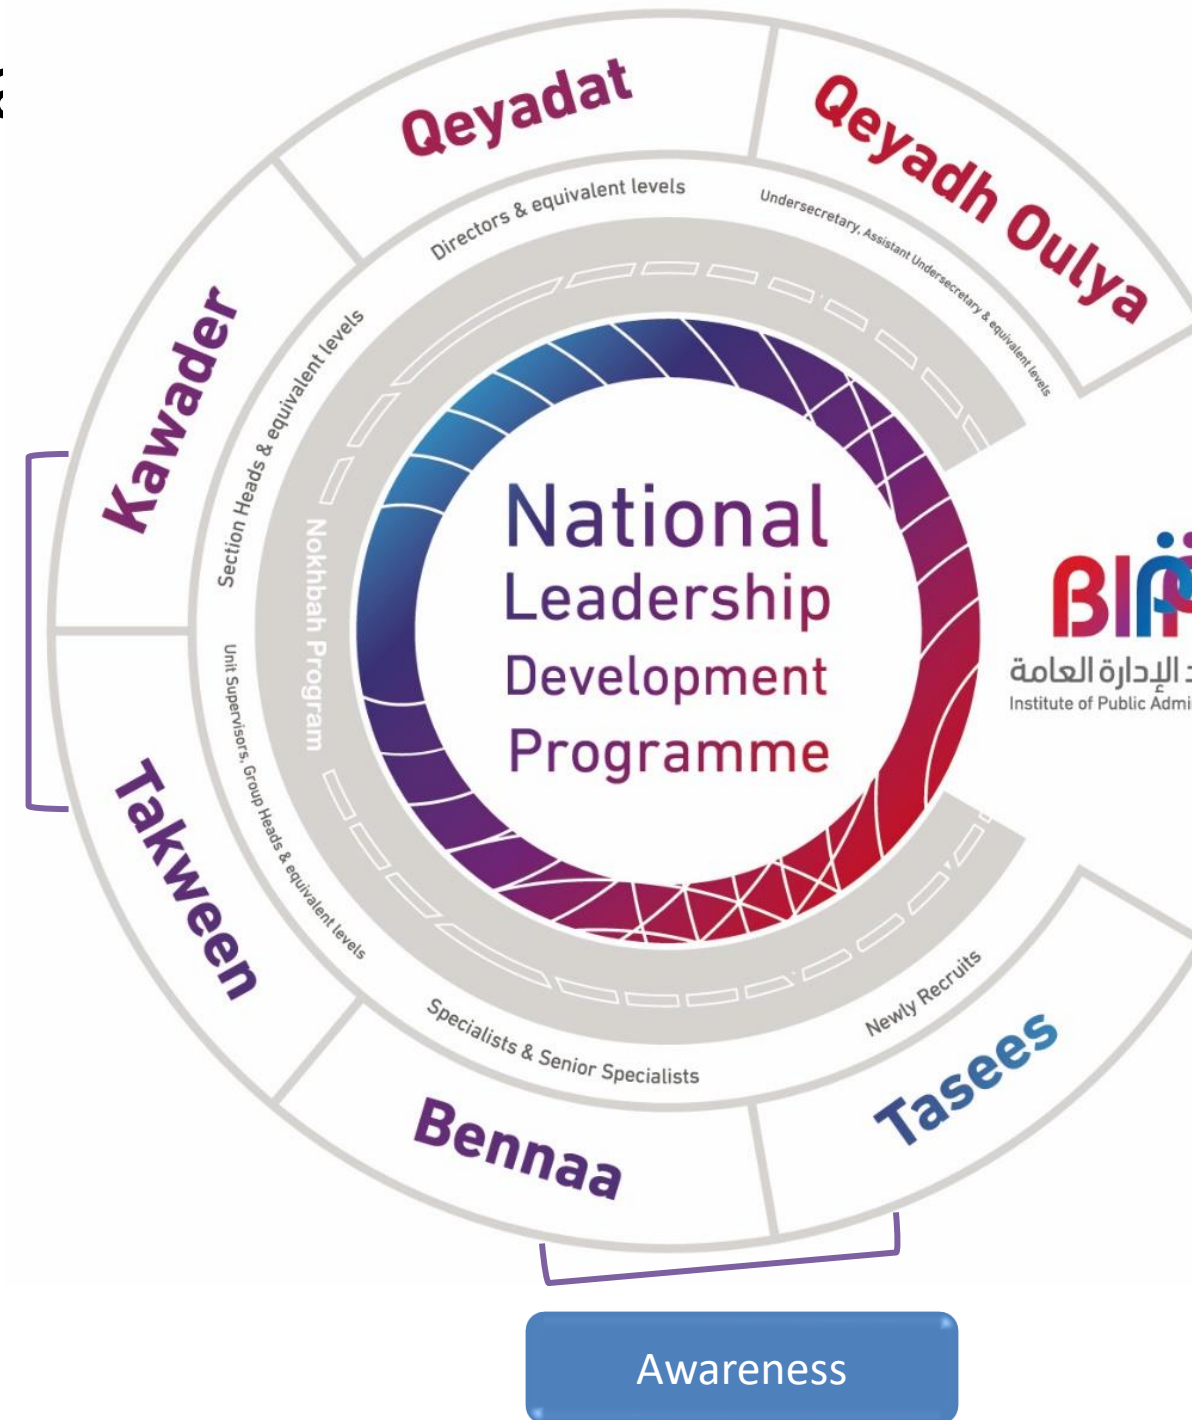 Qeyadat
Qeyadh Oulya
Directors & equivalent levels
Undersecretary, Assistant Undersecretary & equivalent levels
Kawader
Section Heads & equivalent levels
Nokhbah Program
National
Leadership
Development
Programme
الإدارة العامة
Institute of Public
Takween
Unit Supervisors, Group Heads & equivalent levels
Specialists & Senior Specialists
Newly Recruits
Bennaa
Tasees
Awareness